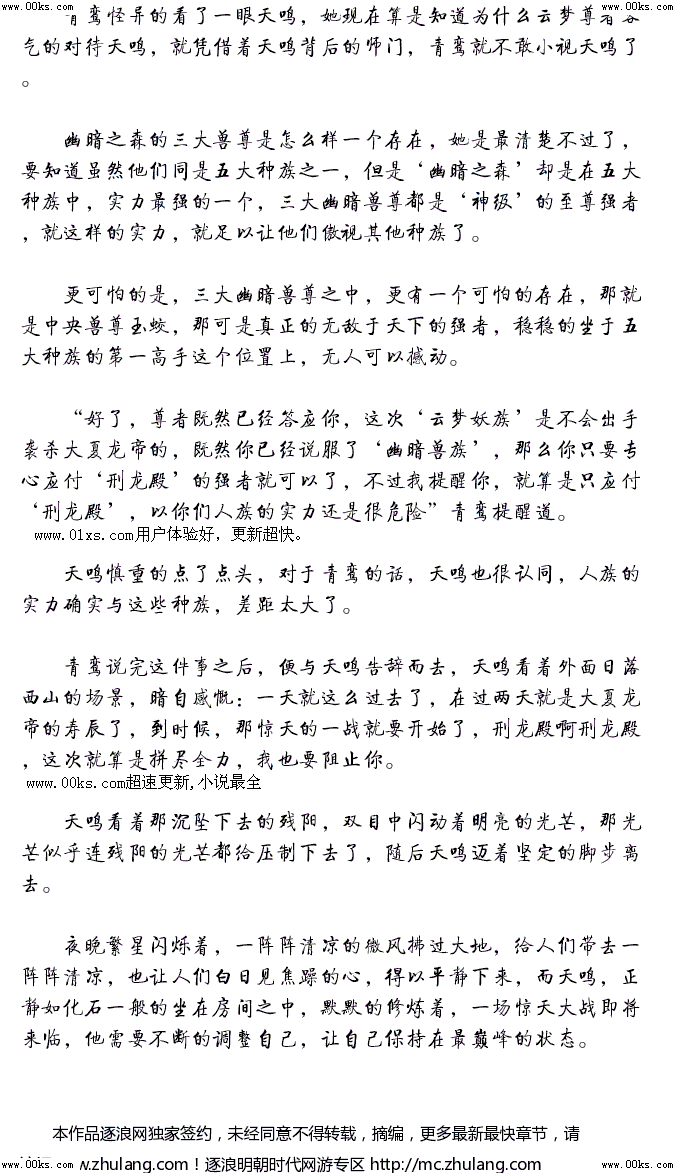 www.00ks.com www.00ks.com
青鸾怪异的看了一眼天鸣，她现在算是知道为什么云梦尊者客
气的对待天鸣，就凭借着天鸣背后的师门，青鸾就不敢小视天鸣了
。
幽暗之森的三大兽尊是怎么样一个存在，她是最清楚不过了，
要知道虽然他们同是五大种族之一，但是‘幽暗之森’却是在五大
种族中，实力最强的一个，三大幽暗兽尊都是‘神级’的至尊强者
，就这样的实力，就足以让他们傲视其他种族了。
更可怕的是，三大幽暗兽尊之中，更有一个可怕的存在，那就
是中央兽尊玉蛟，那可是真正的无敌于天下的强者，稳稳的坐于五
大种族的第一高手这个位置上，无人可以撼动。
“好了，尊者既然已经答应你，这次‘云梦妖族’是不会出手
袭杀大夏龙帝的，既然你已经说服了‘幽暗兽族’，那么你只要专
心应付‘刑龙殿’的强者就可以了，不过我提醒你，就算是只应付
‘刑龙殿’，以你们人族的实力还是很危险”青鸾提醒道。
www.01xs.com用户体验好，更新超快。
天鸣慎重的点了点头，对于青鸾的话，天鸣也很认同，人族的
实力确实与这些种族，差距太大了。
青鸾说完这件事之后，便与天鸣告辞而去，天鸣看着外面日落
西山的场景，暗自感慨：一天就这么过去了，在过两天就是大夏龙
帝的寿辰了，到时候，那惊天的一战就要开始了，刑龙殿啊刑龙殿
，这次就算是拼尽全力，我也要阻止你。
www.00ks.com超速更新,小说最全
天鸣看着那沉坠下去的残阳，双目中闪动着明亮的光芒，那光
芒似乎连残阳的光芒都给压制下去了，随后天鸣迈着坚定的脚步离
去。
夜晚繁星闪烁着，一阵阵清凉的微风拂过大地，给人们带去一
阵阵清凉，也让人们白日见焦躁的心，得以平静下来，而天鸣，正
静如化石一般的坐在房间之中，默默的修炼着，一场惊天大战即将
来临，他需要不断的调整自己，让自己保持在最巅峰的状态。
本作品逐浪网独家签约，未经同意不得转载，摘编，更多最新最快章节，请
www.00ks.com w.zhulang.com！逐浪明朝时代网游专区 http://mc.zhulang.com www.00ks.com